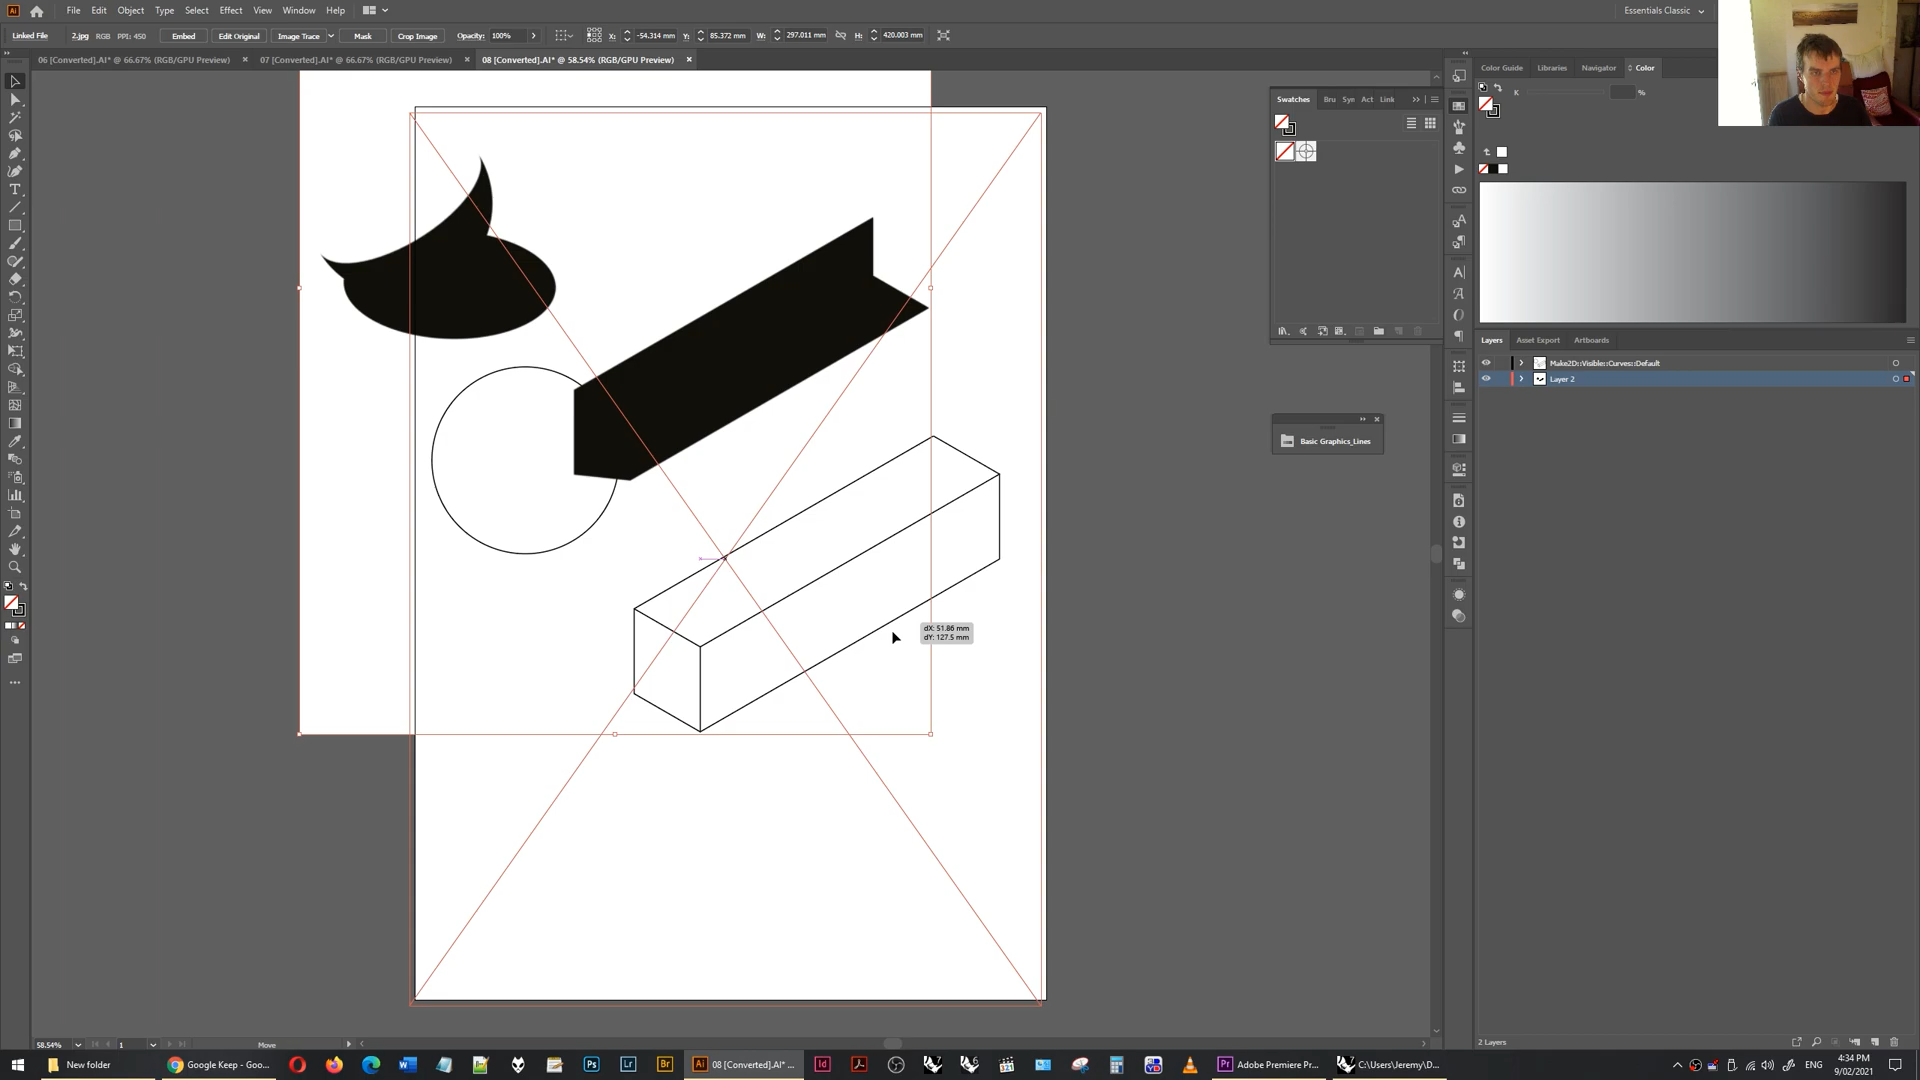 File Edit Object Type Select Effect View Window Help
Essentials Classic
Linked File 2.jpg RGB PPI: 450 Embed Edit Original Image Trace Mask Crop Image Opacity: 100% X: -54.314 mm Y: 85.372 mm W: 297.011 mm H: 420.003 mm
06 [Converted].AI* @ 66.67% (RGB/GPU Preview) 07 [Converted].AI* @ 66.67% (RGB/GPU Preview) 08 [Converted].AI* @ 58.54% (RGB/GPU Preview)
Color Guide Libraries Navigator Color
K %
Swatches Bru Syn Act Link
Layers Asset Export Artboards
Make2D::Visible::Curves::Default
Layer 2
Basic Graphics_Lines
dX: 51.86 mm
dY: 127.5 mm
58.54% 1 Move
2 Layers
New folder Google Keep - Goo... 08 [Converted].AI* ... Adobe Premiere Pr... C:\Users\Jeremy\D...
ENG
4:34 PM
9/02/2021